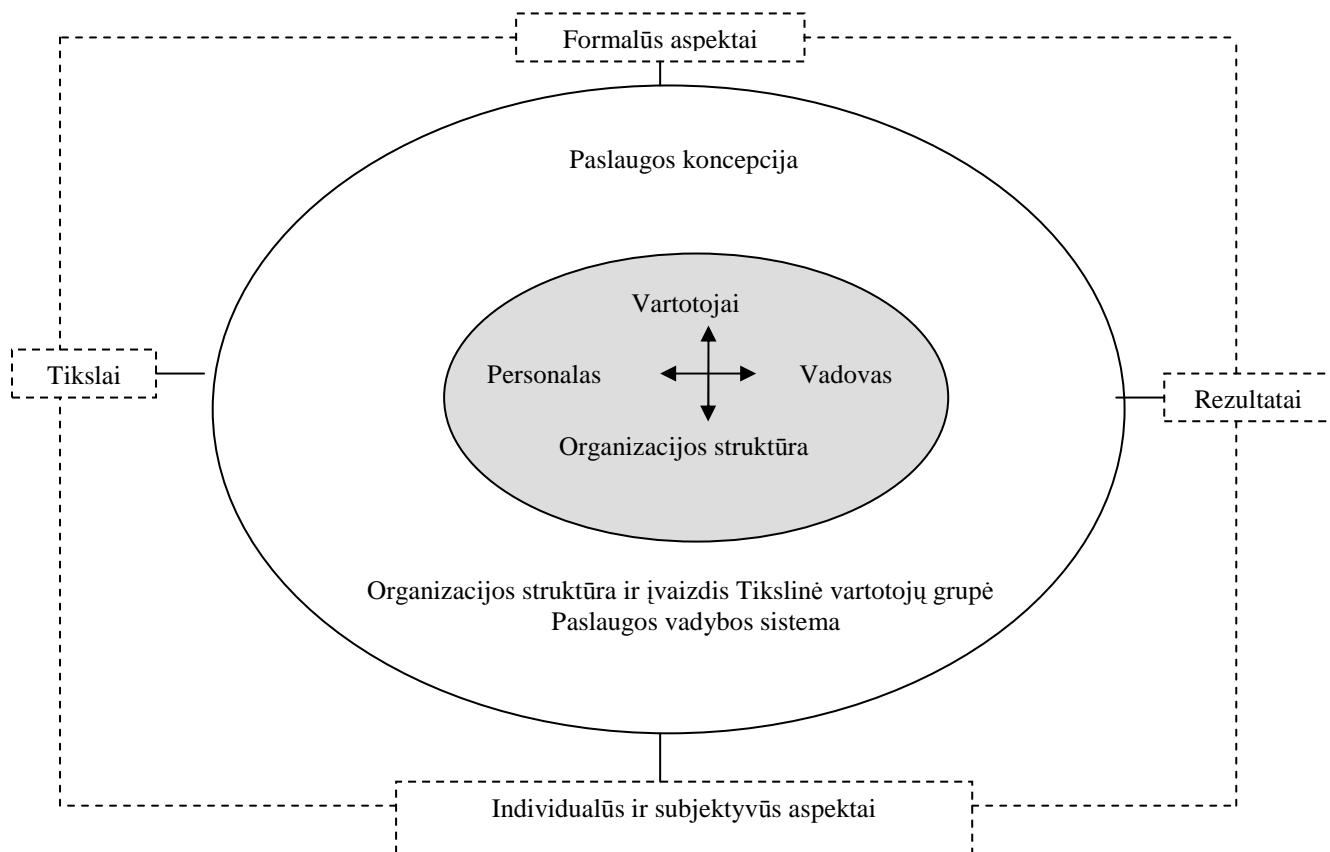 Formalūs aspektai
Paslaugos koncepcija
Vartotojai
Tikslai
Personalas
Vadovas
Rezultatai
Organizacijos struktūra
Organizacijos struktūra ir įvaizdis Tikslinė vartotojų grupė
Paslaugos vadybos sistema
Individualūs ir subjektyvūs aspektai